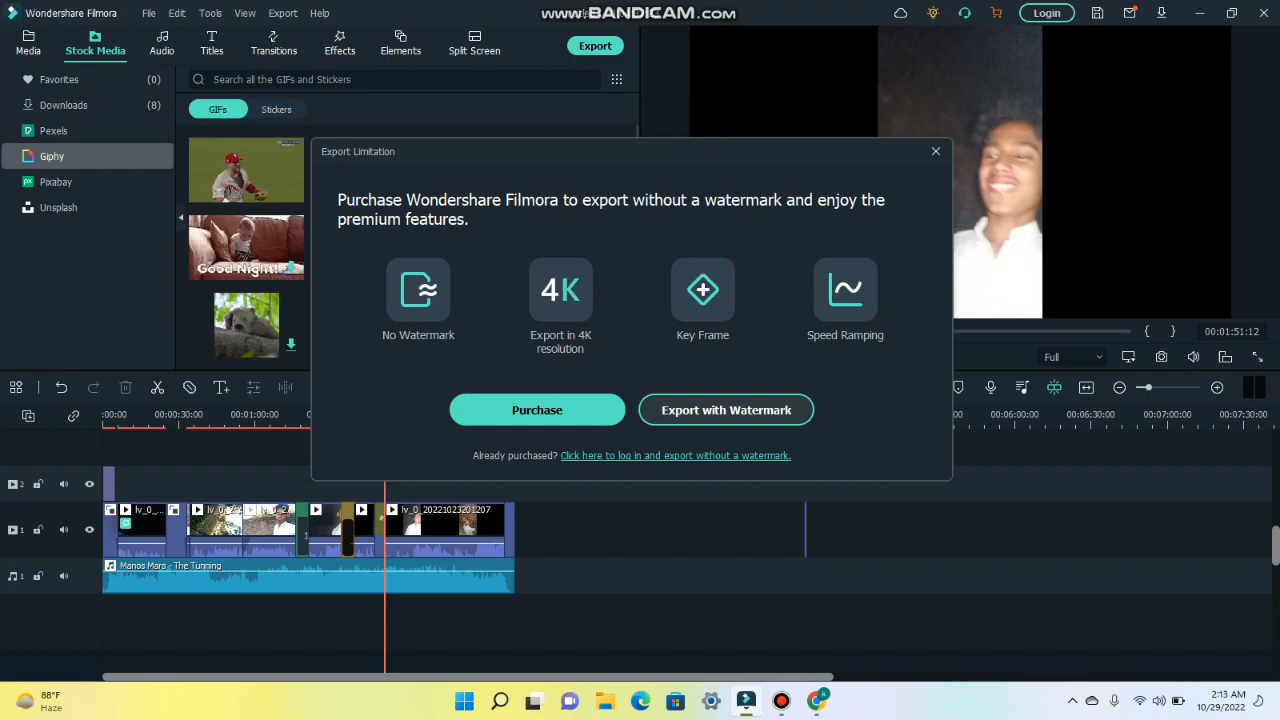 Wondershare Filmora
File Edit Tools View Export Help
www.BANDICAM.com
Login
Media
Stock Media
Audio
Titles
Transitions
Effects
Elements
Split Screen
Export
Favorites (0)
Downloads (8)
Pexels
Giphy
Pixabay
Unsplash
Search all the GIFs and Stickers
GIFs
Stickers
Good Night!
Export Limitation
Purchase Wondershare Filmora to export without a watermark and enjoy the
premium features.
4K
No Watermark
Export in 4K
resolution
Key Frame
Speed Ramping
Purchase
Export with Watermark
Already purchased? Click here to log in and export without a watermark.
{ } 00:01:51:12
Full
:00:00 00:00:30:00 00:01:00:00
00:06:00:00 00:06:30:00 00:07:00:00 00:07:30:00
2
1
lv_0_...
lv_0_20221023201207
1
Manos Mars - The Tunning
88°F
Haze
2:13 AM
10/29/2022